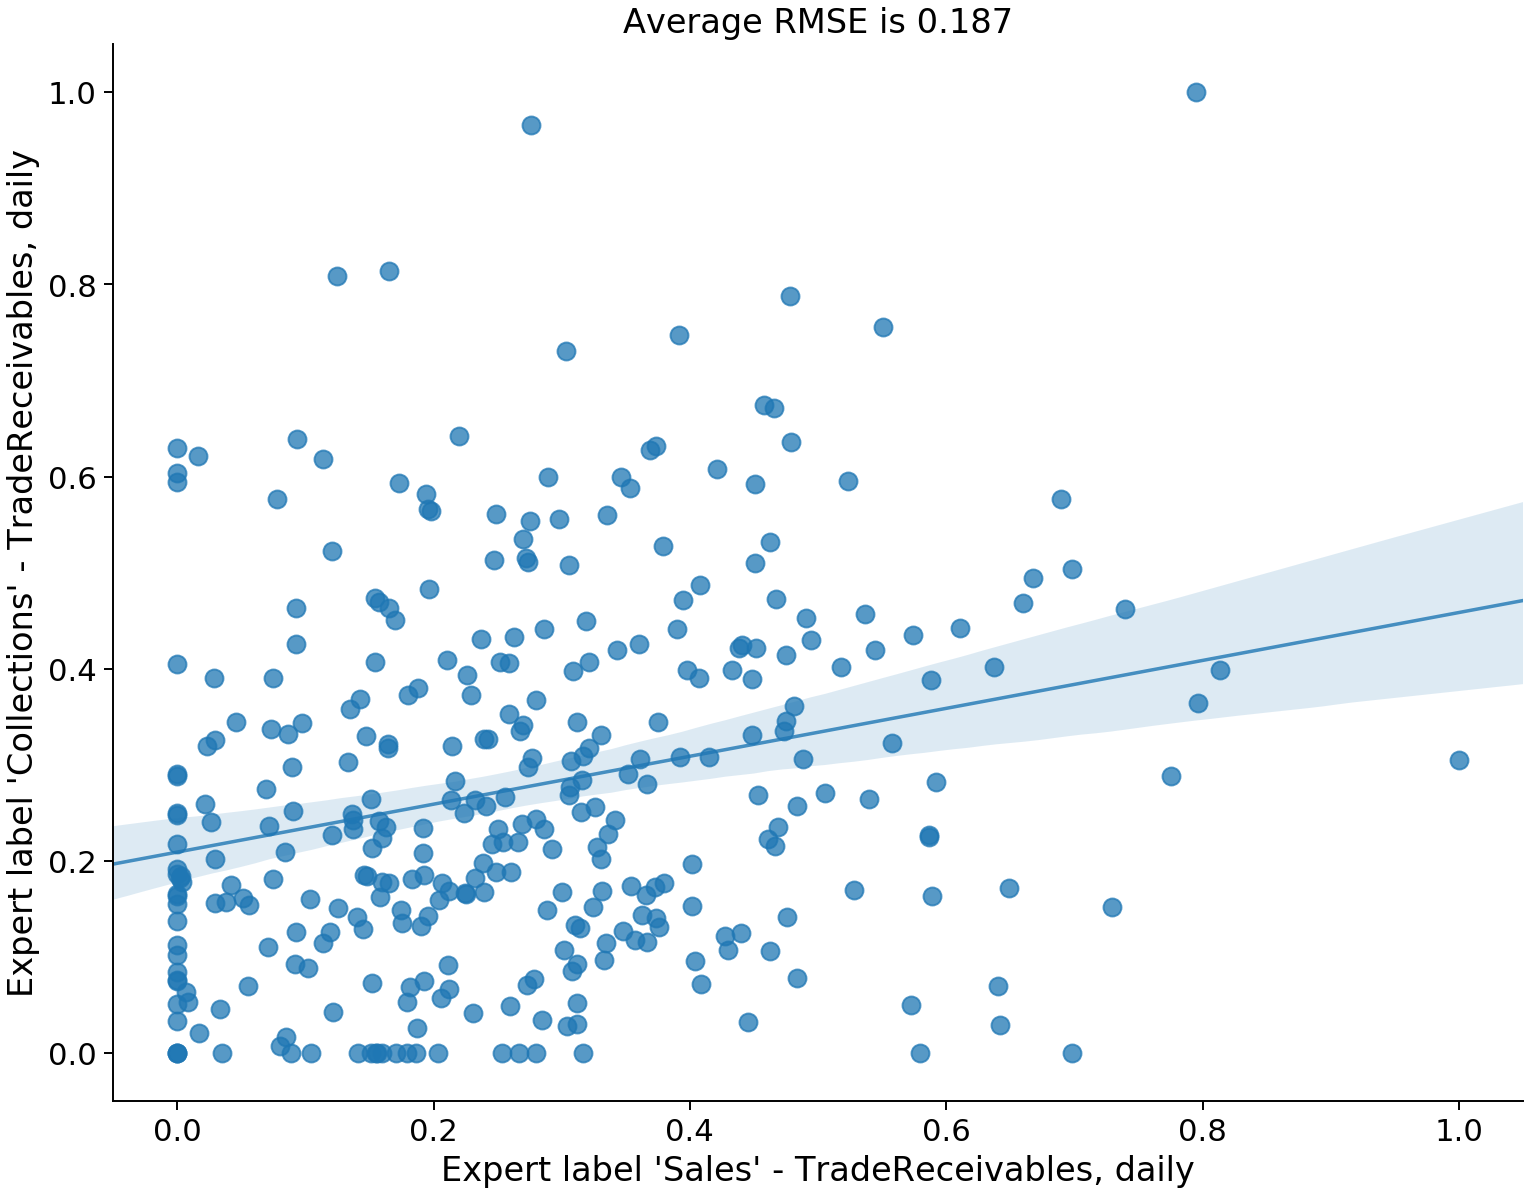 Average RMSE is 0.187
Expert label 'Collections' - TradeReceivables, daily
1.0
0.8
0.6
0.4
0.2
0.0
0.0 0.2 0.4 0.6 0.8 1.0
Expert label 'Sales' - TradeReceivables, daily